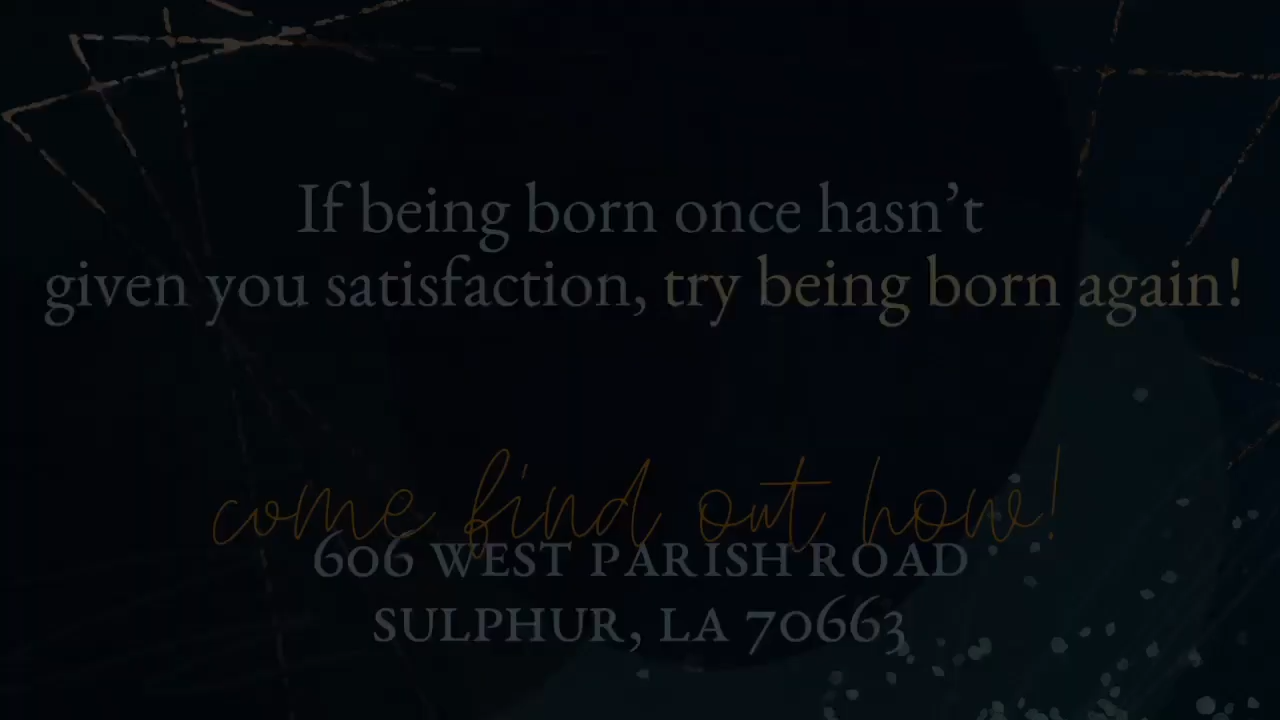 If being born once hasn’t
given you satisfaction, try being born again!
come find out how!
606 WEST PARISH ROAD
SULPHUR, LA 70663